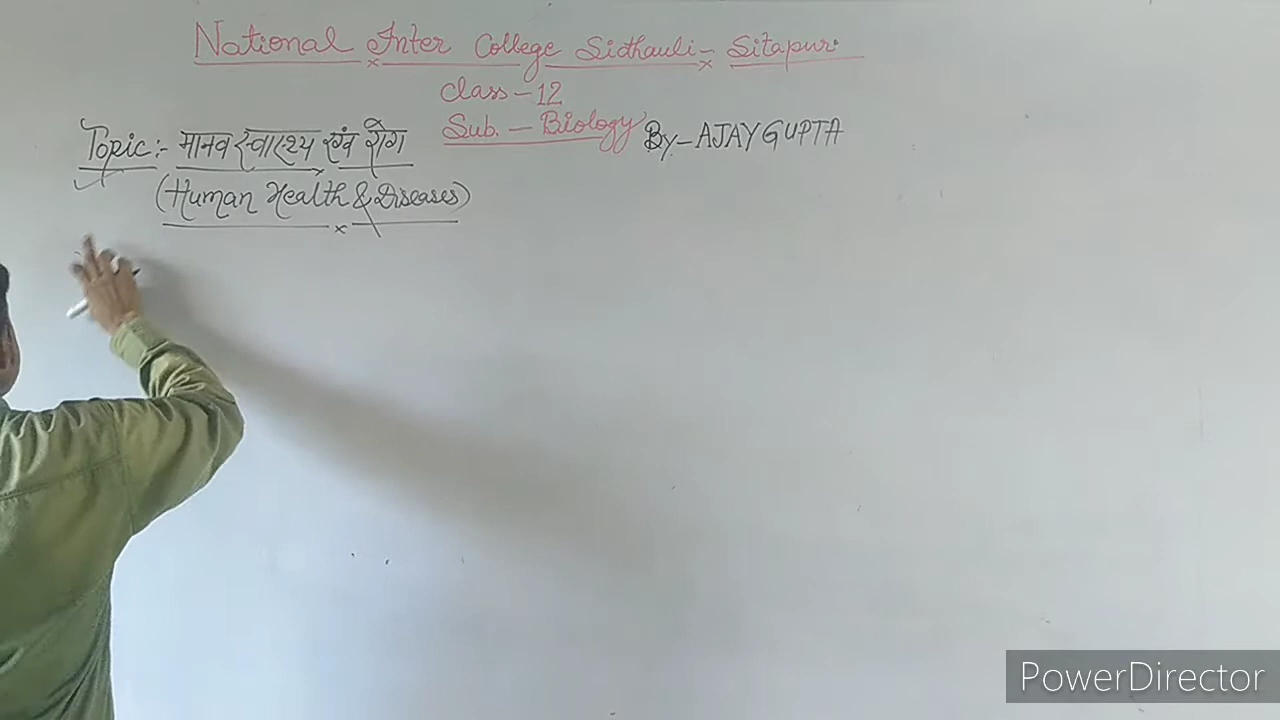 National Inter College Sidhauli - Sitapur
Class - 12
Sub. - Biology By:- AJAY GUPTA
Topic:- मानव स्वास्थ्य एवं रोग
(Human Health & Diseases)
PowerDirector